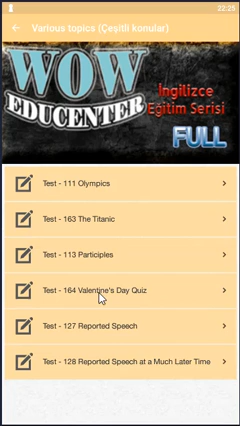 22:25
Various topics (Çeşitli konular)
WOW
EDUCENTER
İngilizce
Eğitim Serisi
FULL
Test - 111 Olympics
Test - 163 The Titanic
Test - 113 Participles
Test - 164 Valentine's Day Quiz
Test - 127 Reported Speech
Test - 128 Reported Speech at a Much Later Time